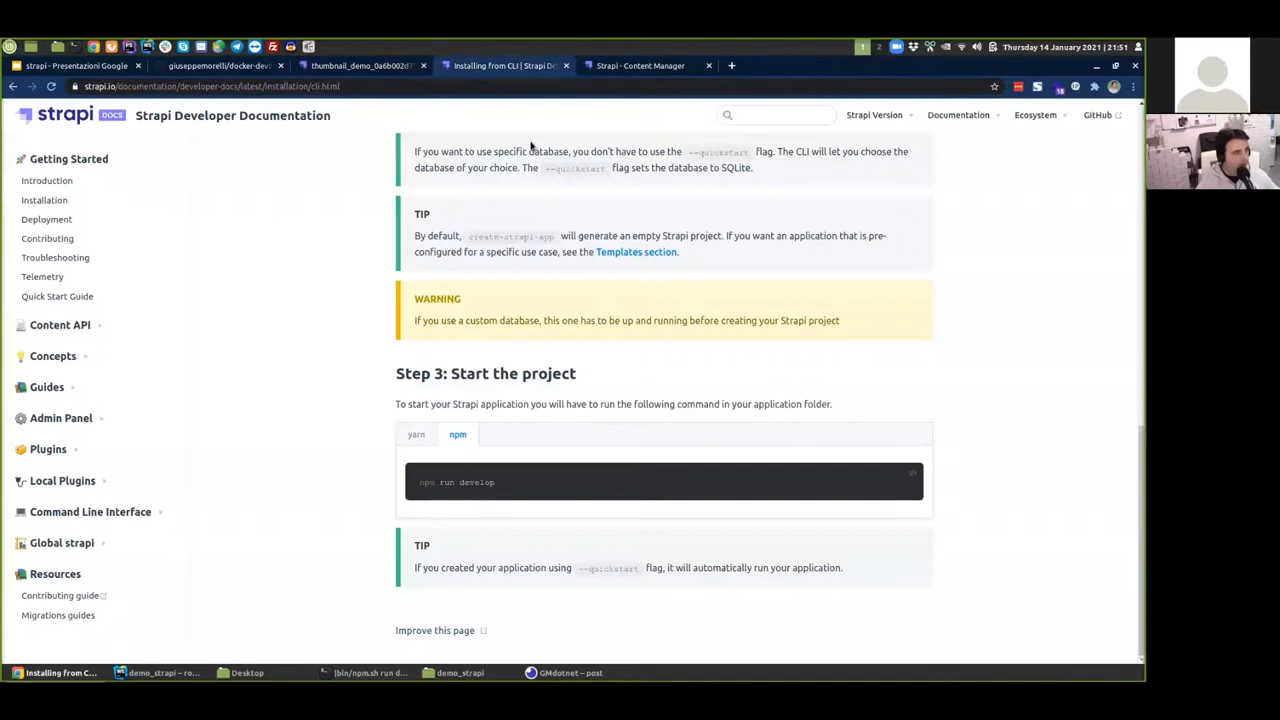 Thursday 14 January 2021 | 21:51
strapi - Presentazioni Google
giuseppemorelli/docker-dev
thumbnail_demo_0a6b002d7
Installing from CLI | Strapi De
Strapi - Content Manager
strapi.io/documentation/developer-docs/latest/installation/cli.html
strapi DOCS Strapi Developer Documentation
Strapi Version
Documentation
Ecosystem
GitHub
Getting Started
Introduction
Installation
Deployment
Contributing
Troubleshooting
Telemetry
Quick Start Guide
Content API
Concepts
Guides
Admin Panel
Plugins
Local Plugins
Command Line Interface
Global strapi
Resources
Contributing guide
Migrations guides
If you want to use specific database, you don't have to use the --quickstart flag. The CLI will let you choose the
database of your choice. The --quickstart flag sets the database to SQLite.
TIP
By default, create-strapi-app will generate an empty Strapi project. If you want an application that is pre-
configured for a specific use case, see the Templates section.
WARNING
If you use a custom database, this one has to be up and running before creating your Strapi project
Step 3: Start the project
To start your Strapi application you will have to run the following command in your application folder.
yarn
npm
sh
npm run develop
TIP
If you created your application using --quickstart flag, it will automatically run your application.
Improve this page
Installing from C...
demo_strapi – ro...
Desktop
[bin/npm.sh run d...
demo_strapi
GMdotnet – post